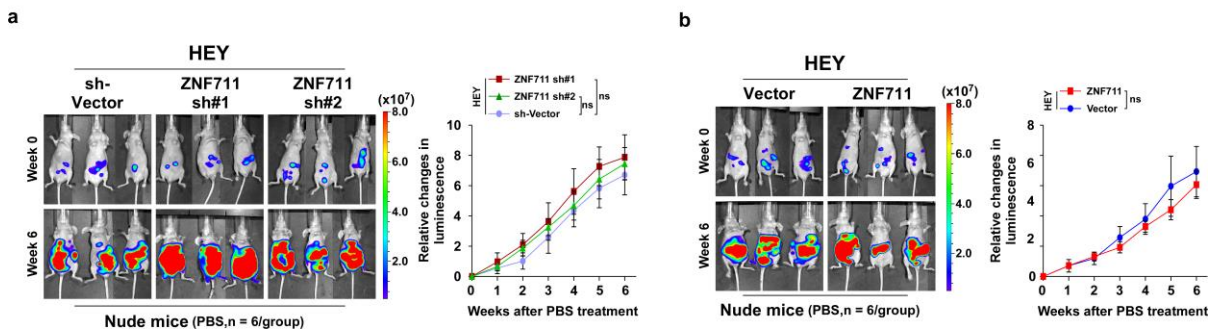 a
HEY
sh-
Vector
ZNF711
sh#1
ZNF711
sh#2
(x10⁷)
Week 0
Week 6
8.0
6.0
4.0
2.0
Nude mice (PBS,n = 6/group)
HEY
ZNF711 sh#1
ZNF711 sh#2
sh-Vector
ns
ns
Relative changes in
luminescence
10
8
6
4
2
0
0 1 2 3 4 5 6
Weeks after PBS treatment
b
HEY
Vector
ZNF711
(x10⁷)
Week 0
Week 6
8.0
6.0
4.0
2.0
Nude mice (PBS,n = 6/group)
HEY
ZNF711
Vector
ns
Relative changes in
luminescence
8
6
4
2
0
0 1 2 3 4 5 6
Weeks after PBS treatment